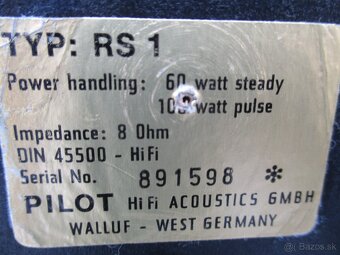 TYP: RS 1
Power handling: 60 watt steady
100 watt pulse
Impedance: 8 Ohm
DIN 45500 - HiFi
Serial No. 891598 *
PILOT HiFi ACOUSTICS GMBH
WALLUF - WEST GERMANY
bazos.sk